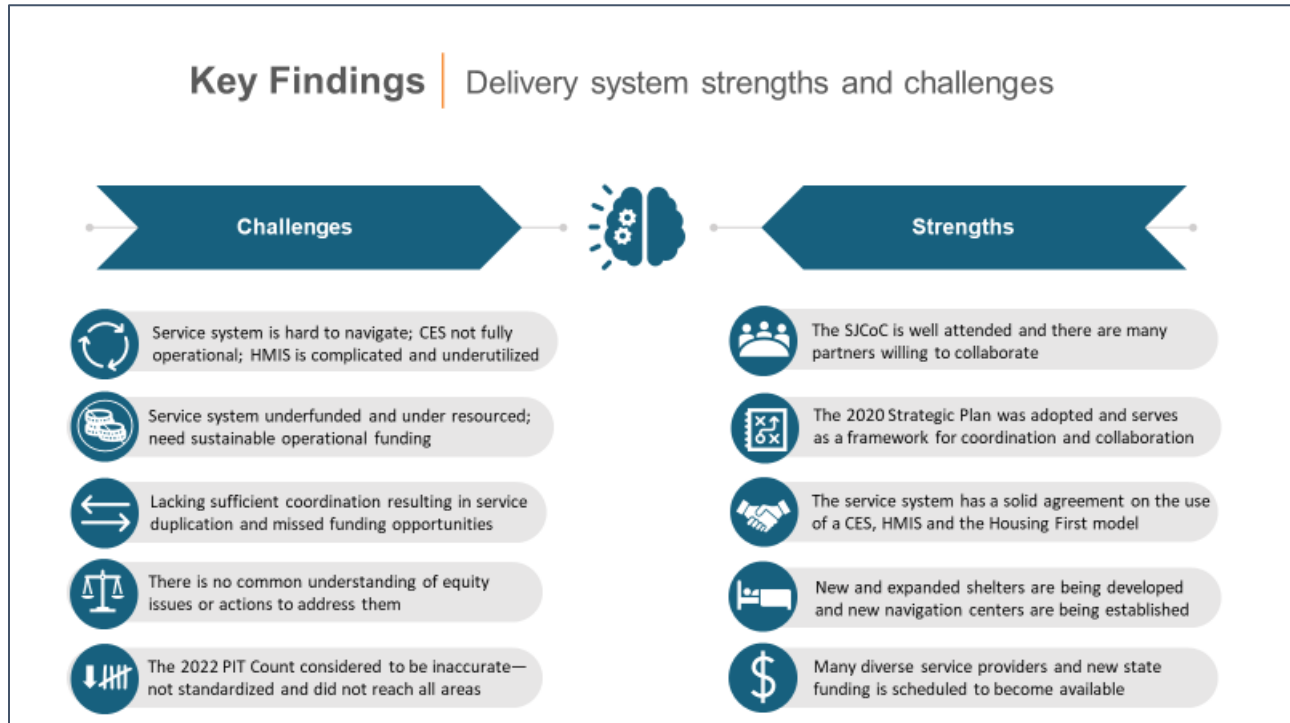 Key Findings
Delivery system strengths and challenges
Challenges
Service system is hard to navigate; CES not fully
operational; HMIS is complicated and underutilized
Service system underfunded and under resourced;
need sustainable operational funding
Lacking sufficient coordination resulting in service
duplication and missed funding opportunities
There is no common understanding of equity
issues or actions to address them
The 2022 PIT Count considered to be inaccurate—
not standardized and did not reach all areas
Strengths
The SJCoC is well attended and there are many
partners willing to collaborate
The 2020 Strategic Plan was adopted and serves
as a framework for coordination and collaboration
The service system has a solid agreement on the use
of a CES, HMIS and the Housing First model
New and expanded shelters are being developed
and new navigation centers are being established
Many diverse service providers and new state
funding is scheduled to become available